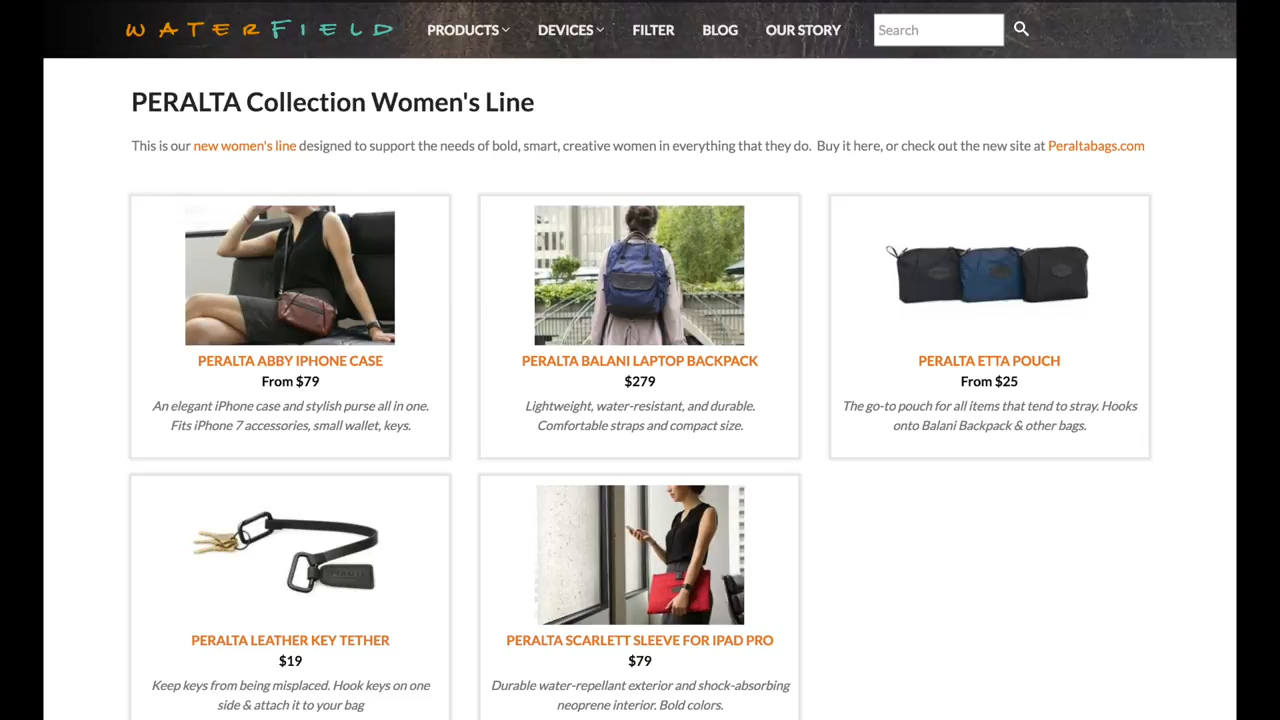 WATERFIELD
PRODUCTS
DEVICES
FILTER
BLOG
OUR STORY
Search
PERALTA Collection Women's Line
This is our new women's line designed to support the needs of bold, smart, creative women in everything that they do. Buy it here, or check out the new site at Peraltabags.com
PERALTA ABBY IPHONE CASE
From $79
An elegant iPhone case and stylish purse all in one.
Fits iPhone 7 accessories, small wallet, keys.
PERALTA BALANI LAPTOP BACKPACK
$279
Lightweight, water-resistant, and durable.
Comfortable straps and compact size.
PERALTA ETTA POUCH
From $25
The go-to pouch for all items that tend to stray. Hooks
onto Balani Backpack & other bags.
PERALTA LEATHER KEY TETHER
$19
Keep keys from being misplaced. Hook keys on one
side & attach it to your bag
PERALTA SCARLETT SLEEVE FOR IPAD PRO
$79
Durable water-repellant exterior and shock-absorbing
neoprene interior. Bold colors.